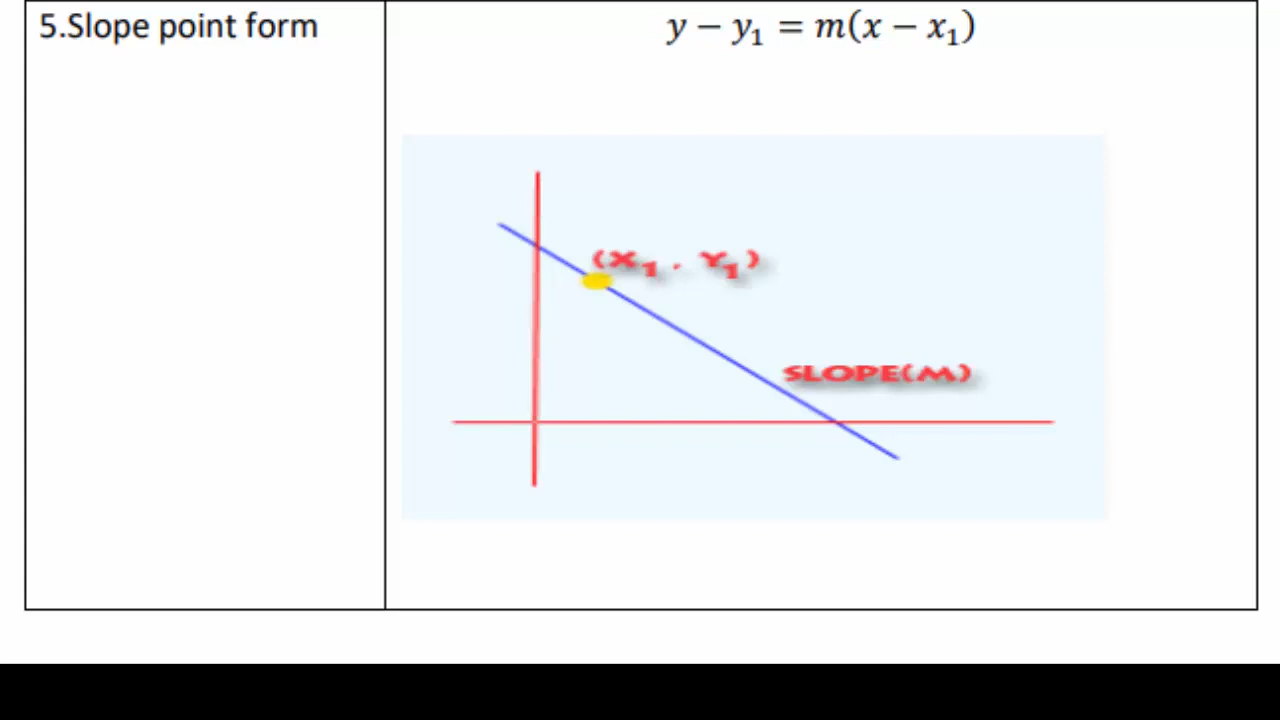 5.Slope point form
y − y₁ = m(x − x₁)
(X₁ , Y₁)
SLOPE(M)